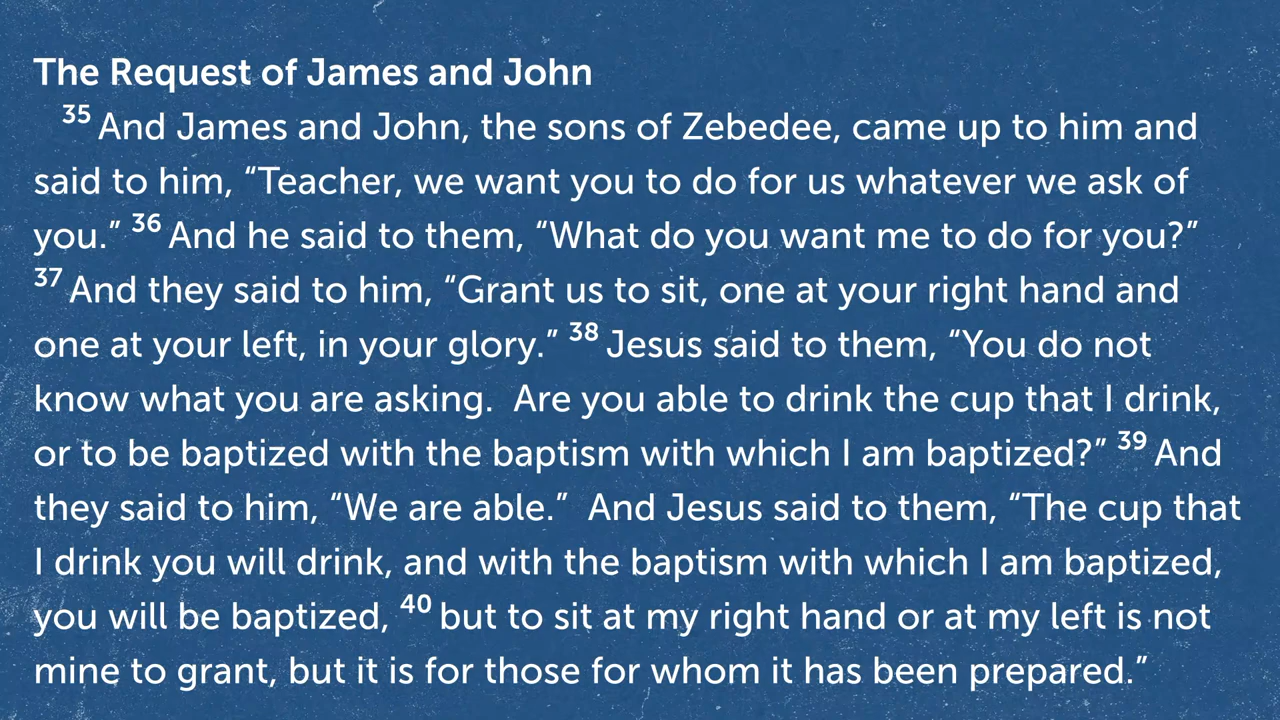 The Request of James and John
35 And James and John, the sons of Zebedee, came up to him and
said to him, “Teacher, we want you to do for us whatever we ask of
you.” 36 And he said to them, “What do you want me to do for you?”
37 And they said to him, “Grant us to sit, one at your right hand and
one at your left, in your glory.” 38 Jesus said to them, “You do not
know what you are asking.  Are you able to drink the cup that I drink,
or to be baptized with the baptism with which I am baptized?” 39 And
they said to him, “We are able.”  And Jesus said to them, “The cup that
I drink you will drink, and with the baptism with which I am baptized,
you will be baptized, 40 but to sit at my right hand or at my left is not
mine to grant, but it is for those for whom it has been prepared.”